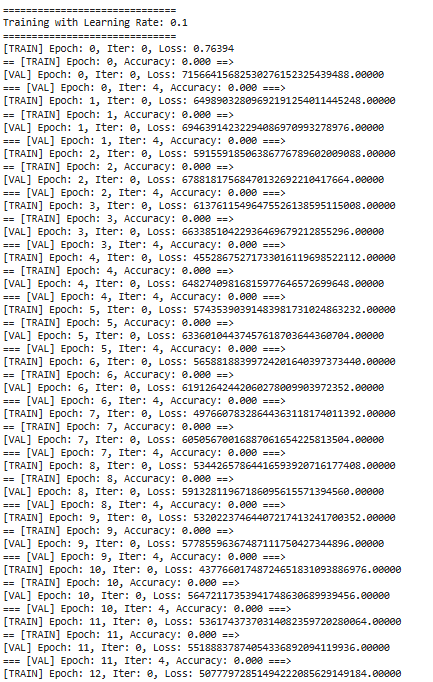 ==============================
Training with Learning Rate: 0.1
==============================
[TRAIN] Epoch: 0, Iter: 0, Loss: 0.76394
== [TRAIN] Epoch: 0, Accuracy: 0.000 ==>
[VAL] Epoch: 0, Iter: 0, Loss: 71566415682530276152325439488.00000
=== [VAL] Epoch: 0, Iter: 4, Accuracy: 0.000 ===>
[TRAIN] Epoch: 1, Iter: 0, Loss: 64989032809692191254011445248.00000
== [TRAIN] Epoch: 1, Accuracy: 0.000 ==>
[VAL] Epoch: 1, Iter: 0, Loss: 69463914232294086970993278976.00000
=== [VAL] Epoch: 1, Iter: 4, Accuracy: 0.000 ===>
[TRAIN] Epoch: 2, Iter: 0, Loss: 59155918506386776789602009088.00000
== [TRAIN] Epoch: 2, Accuracy: 0.000 ==>
[VAL] Epoch: 2, Iter: 0, Loss: 67881817568470132692210417664.00000
=== [VAL] Epoch: 2, Iter: 4, Accuracy: 0.000 ===>
[TRAIN] Epoch: 3, Iter: 0, Loss: 61376115496475526138595115008.00000
== [TRAIN] Epoch: 3, Accuracy: 0.000 ==>
[VAL] Epoch: 3, Iter: 0, Loss: 66338510422936469679212855296.00000
=== [VAL] Epoch: 3, Iter: 4, Accuracy: 0.000 ===>
[TRAIN] Epoch: 4, Iter: 0, Loss: 45528675271733016119698522112.00000
== [TRAIN] Epoch: 4, Accuracy: 0.000 ==>
[VAL] Epoch: 4, Iter: 0, Loss: 64827409816815977646572699648.00000
=== [VAL] Epoch: 4, Iter: 4, Accuracy: 0.000 ===>
[TRAIN] Epoch: 5, Iter: 0, Loss: 57435390391483981731024863232.00000
== [TRAIN] Epoch: 5, Accuracy: 0.000 ==>
[VAL] Epoch: 5, Iter: 0, Loss: 63360104437457618703644360704.00000
=== [VAL] Epoch: 5, Iter: 4, Accuracy: 0.000 ===>
[TRAIN] Epoch: 6, Iter: 0, Loss: 56588188399724201640397373440.00000
== [TRAIN] Epoch: 6, Accuracy: 0.000 ==>
[VAL] Epoch: 6, Iter: 0, Loss: 61912642442060278009903972352.00000
=== [VAL] Epoch: 6, Iter: 4, Accuracy: 0.000 ===>
[TRAIN] Epoch: 7, Iter: 0, Loss: 49766078328644363118174011392.00000
== [TRAIN] Epoch: 7, Accuracy: 0.000 ==>
[VAL] Epoch: 7, Iter: 0, Loss: 60505670016887061654225813504.00000
=== [VAL] Epoch: 7, Iter: 4, Accuracy: 0.000 ===>
[TRAIN] Epoch: 8, Iter: 0, Loss: 53442657864416593920716177408.00000
== [TRAIN] Epoch: 8, Accuracy: 0.000 ==>
[VAL] Epoch: 8, Iter: 0, Loss: 59132811967186095615571394560.00000
=== [VAL] Epoch: 8, Iter: 4, Accuracy: 0.000 ===>
[TRAIN] Epoch: 9, Iter: 0, Loss: 53202237464407217413241700352.00000
== [TRAIN] Epoch: 9, Accuracy: 0.000 ==>
[VAL] Epoch: 9, Iter: 0, Loss: 57785596367487111750427344896.00000
=== [VAL] Epoch: 9, Iter: 4, Accuracy: 0.000 ===>
[TRAIN] Epoch: 10, Iter: 0, Loss: 43776601748724651831093886976.00000
== [TRAIN] Epoch: 10, Accuracy: 0.000 ==>
[VAL] Epoch: 10, Iter: 0, Loss: 56472117353941748630689939456.00000
=== [VAL] Epoch: 10, Iter: 4, Accuracy: 0.000 ===>
[TRAIN] Epoch: 11, Iter: 0, Loss: 53617437370314082359720280064.00000
== [TRAIN] Epoch: 11, Accuracy: 0.000 ==>
[VAL] Epoch: 11, Iter: 0, Loss: 55188837874054336892094119936.00000
=== [VAL] Epoch: 11, Iter: 4, Accuracy: 0.000 ===>
[TRAIN] Epoch: 12, Iter: 0, Loss: 50777972851494222085629149184.00000